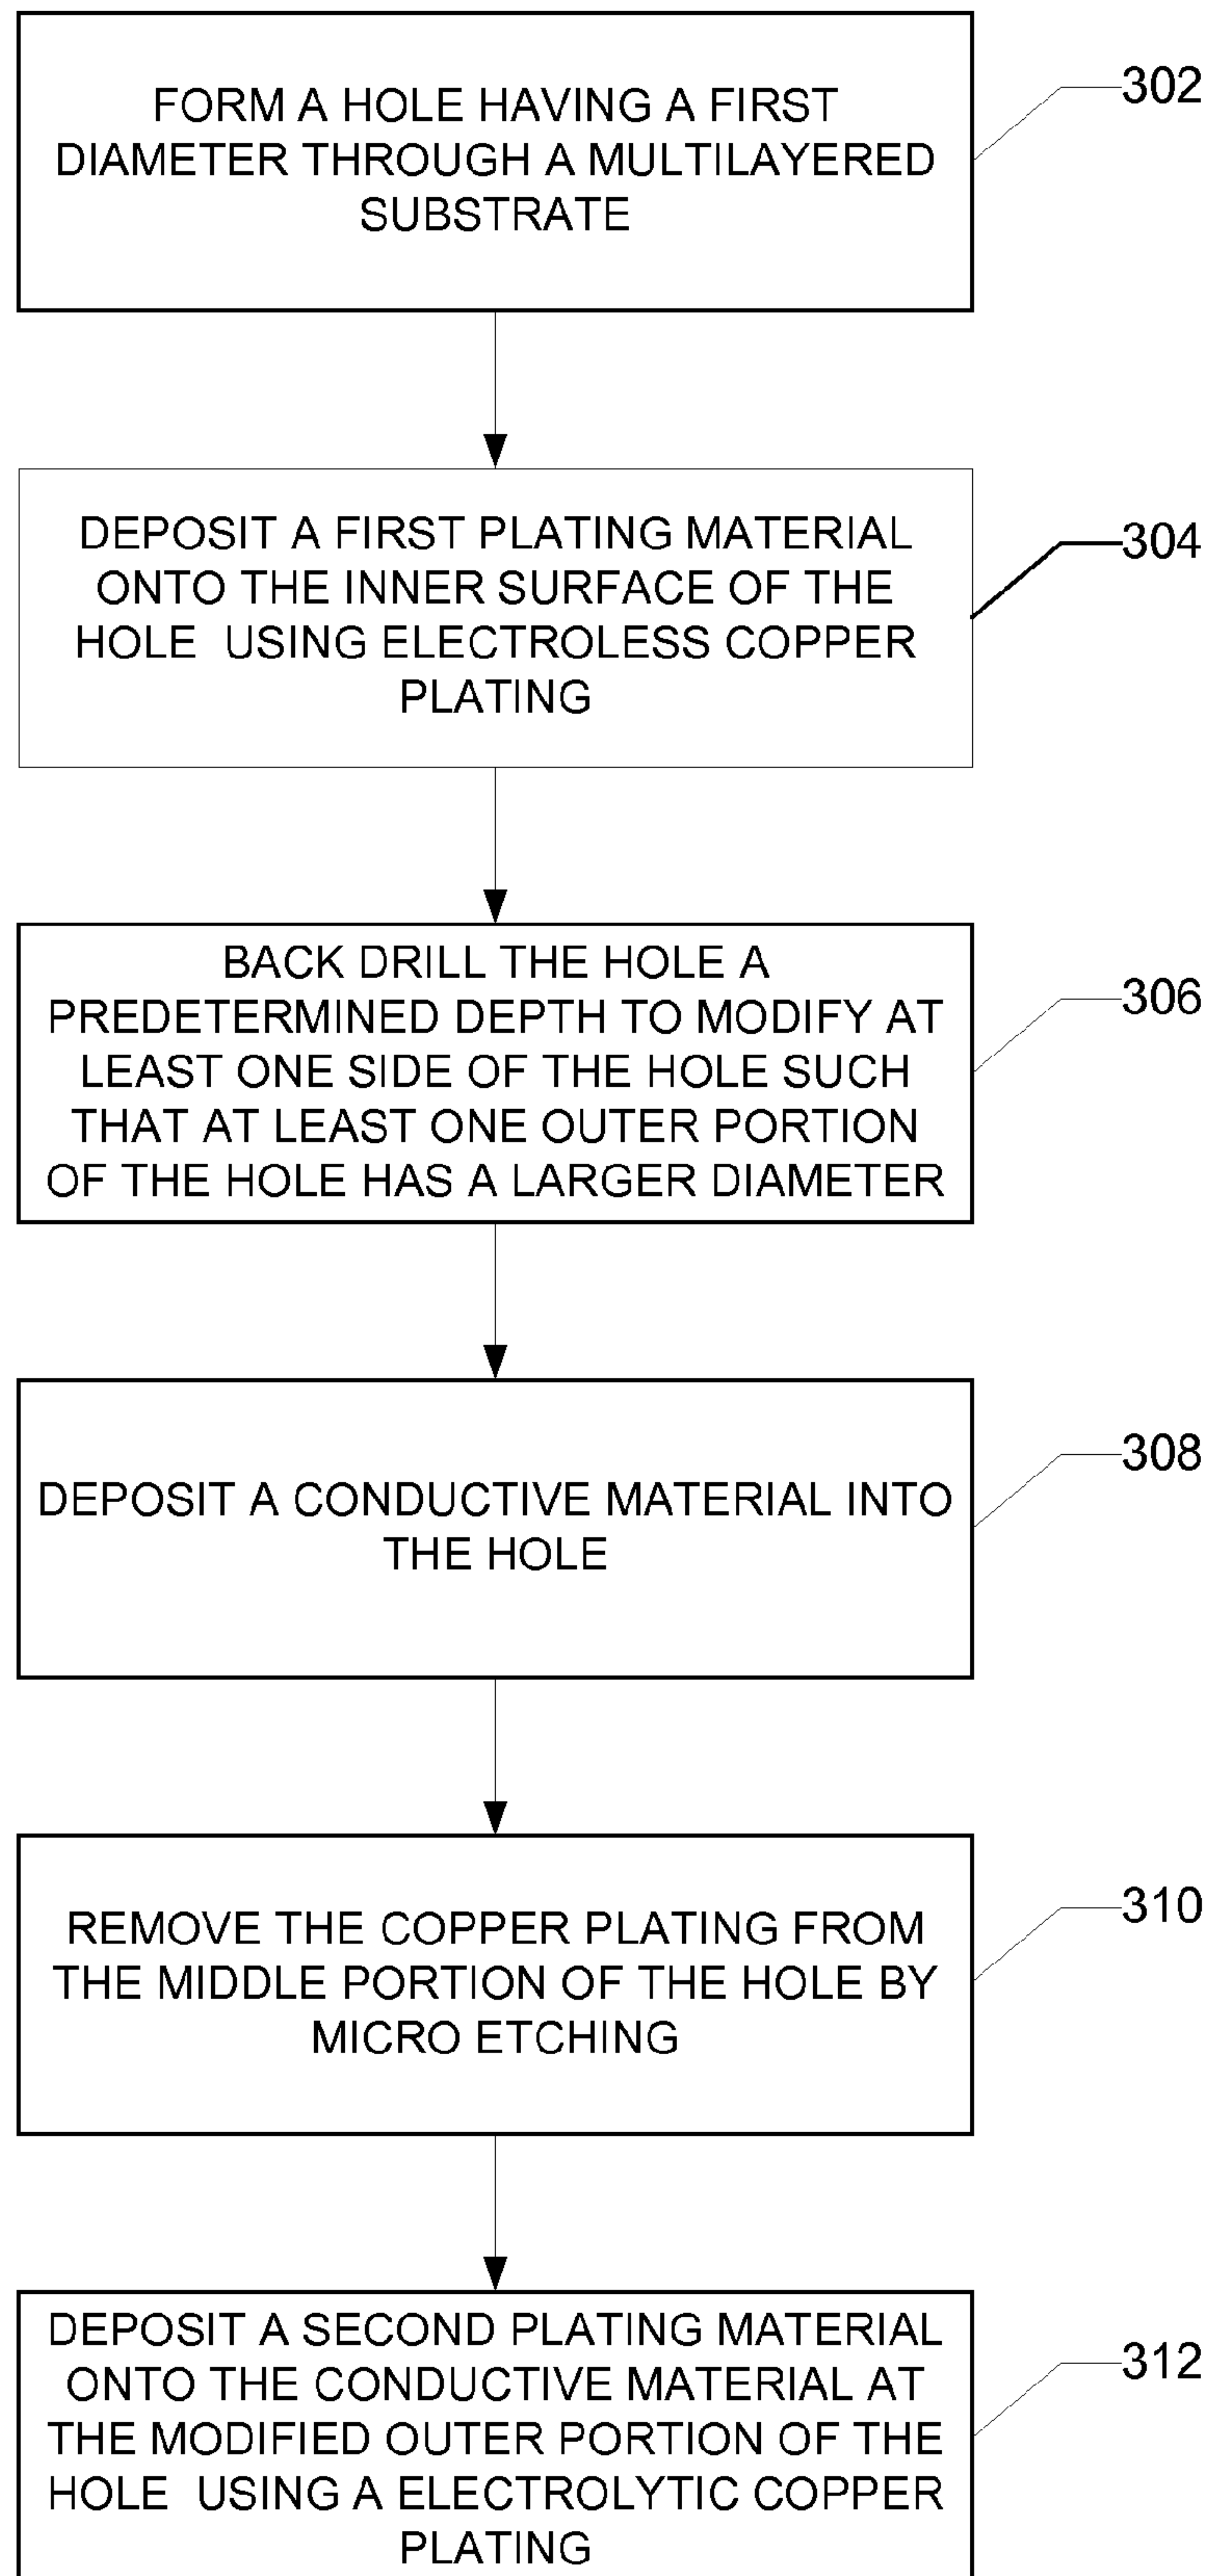 FORM A HOLE HAVING A FIRST
DIAMETER THROUGH A MULTILAYERED
SUBSTRATE
302
DEPOSIT A FIRST PLATING MATERIAL
ONTO THE INNER SURFACE OF THE
HOLE USING ELECTROLESS COPPER
PLATING
304
BACK DRILL THE HOLE A
PREDETERMINED DEPTH TO MODIFY AT
LEAST ONE SIDE OF THE HOLE SUCH
THAT AT LEAST ONE OUTER PORTION
OF THE HOLE HAS A LARGER DIAMETER
306
DEPOSIT A CONDUCTIVE MATERIAL INTO
THE HOLE
308
REMOVE THE COPPER PLATING FROM
THE MIDDLE PORTION OF THE HOLE BY
MICRO ETCHING
310
DEPOSIT A SECOND PLATING MATERIAL
ONTO THE CONDUCTIVE MATERIAL AT
THE MODIFIED OUTER PORTION OF THE
HOLE USING A ELECTROLYTIC COPPER
PLATING
312